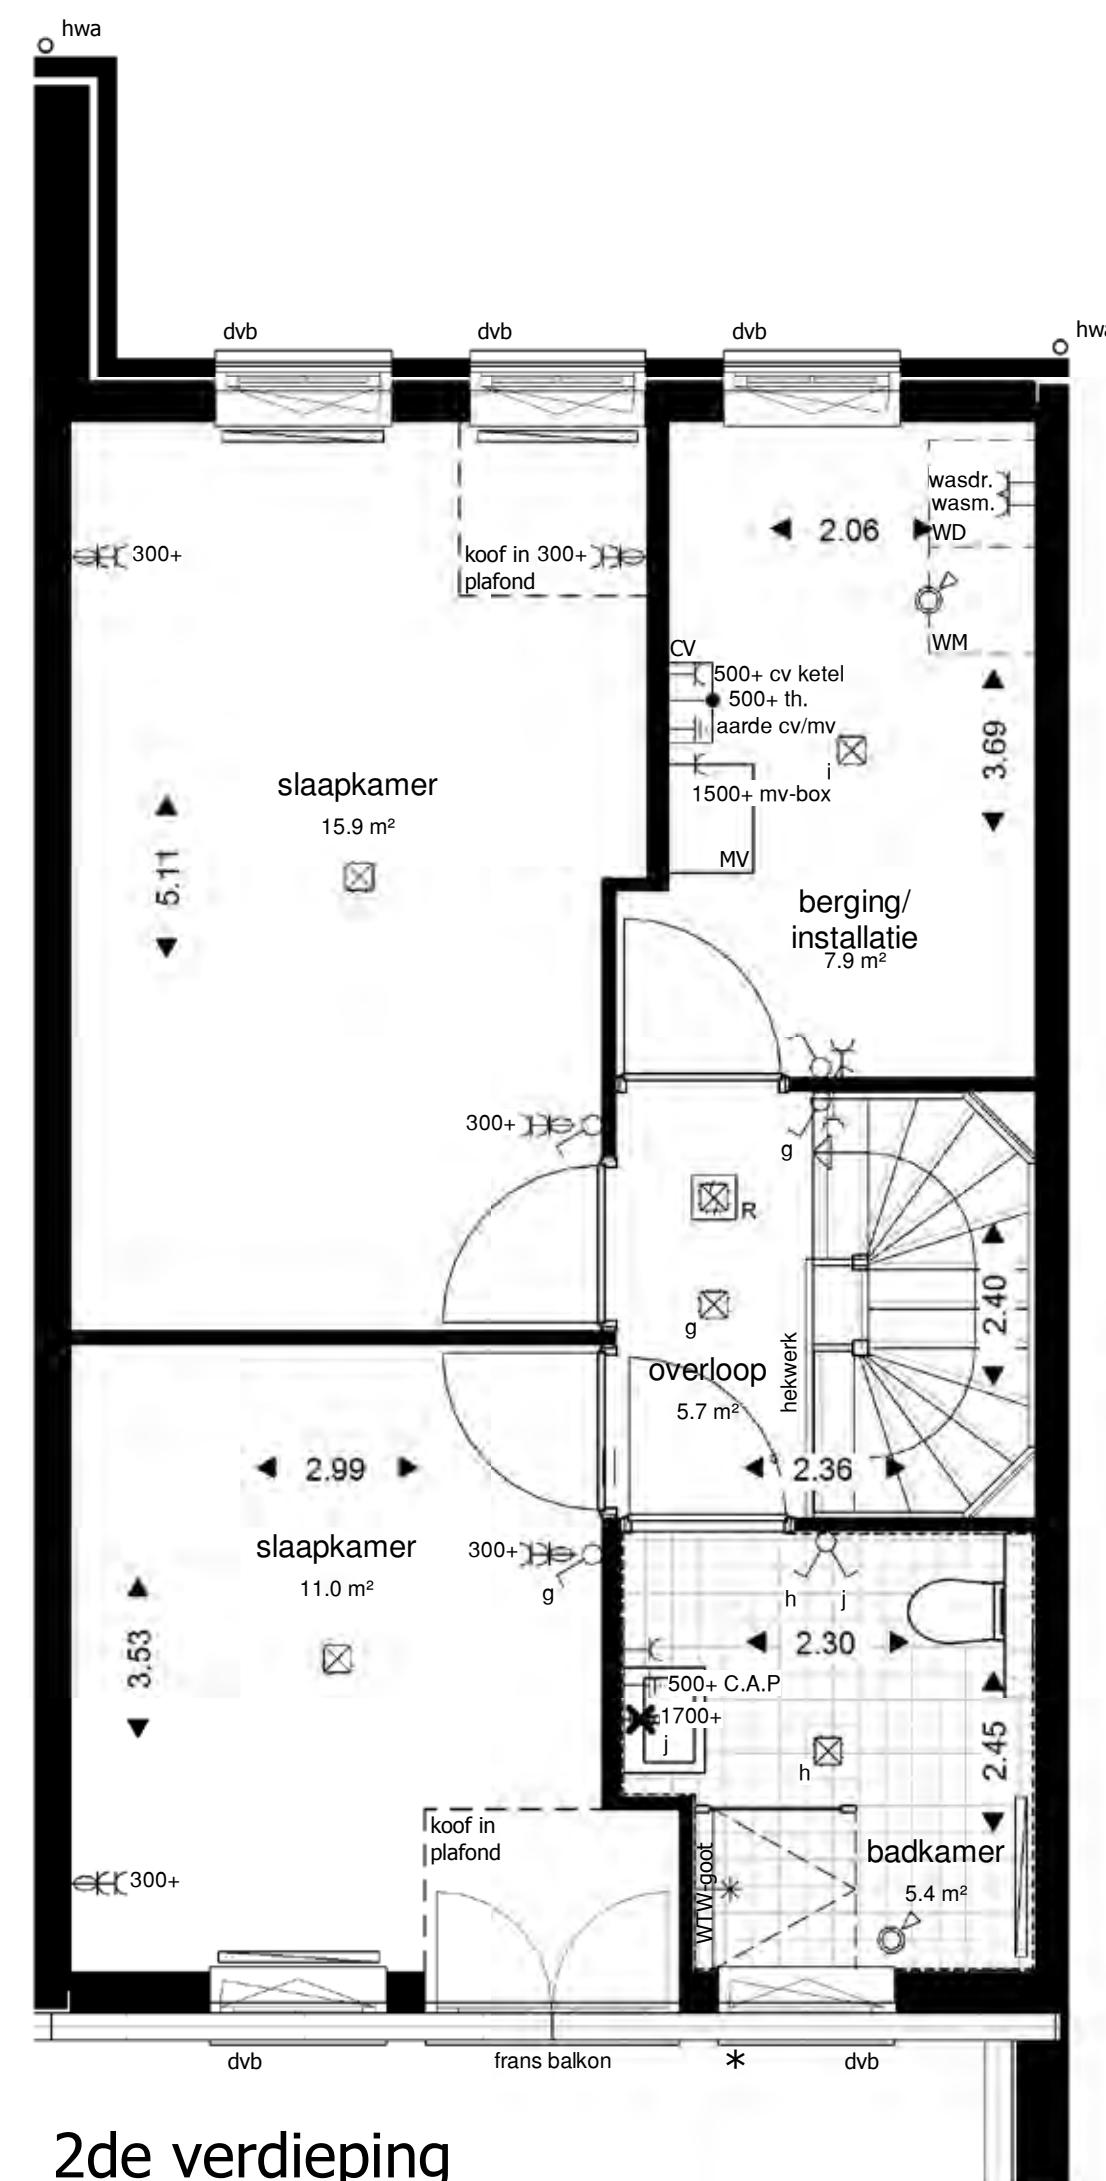 hwa
dvb
dvb
dvb
hwa
wasdr.
wasm.
2.06
WD
300+
koof in 300+
plafond
WM
CV
500+ cv ketel
500+ th.
aarde cv/mv
3.69
i
1500+ mv-box
slaapkamer
15.9 m²
MV
5.11
berging/
installatie
7.9 m²
300+
g
R
2.40
g
hekwerk
overloop
5.7 m²
2.99
2.36
slaapkamer
11.0 m²
300+
g
h
j
3.53
2.30
500+ C.A.P
1700+
j
2.45
h
koof in
plafond
WTW-goot
badkamer
5.4 m²
300+
dvb
frans balkon
*
dvb
2de verdieping